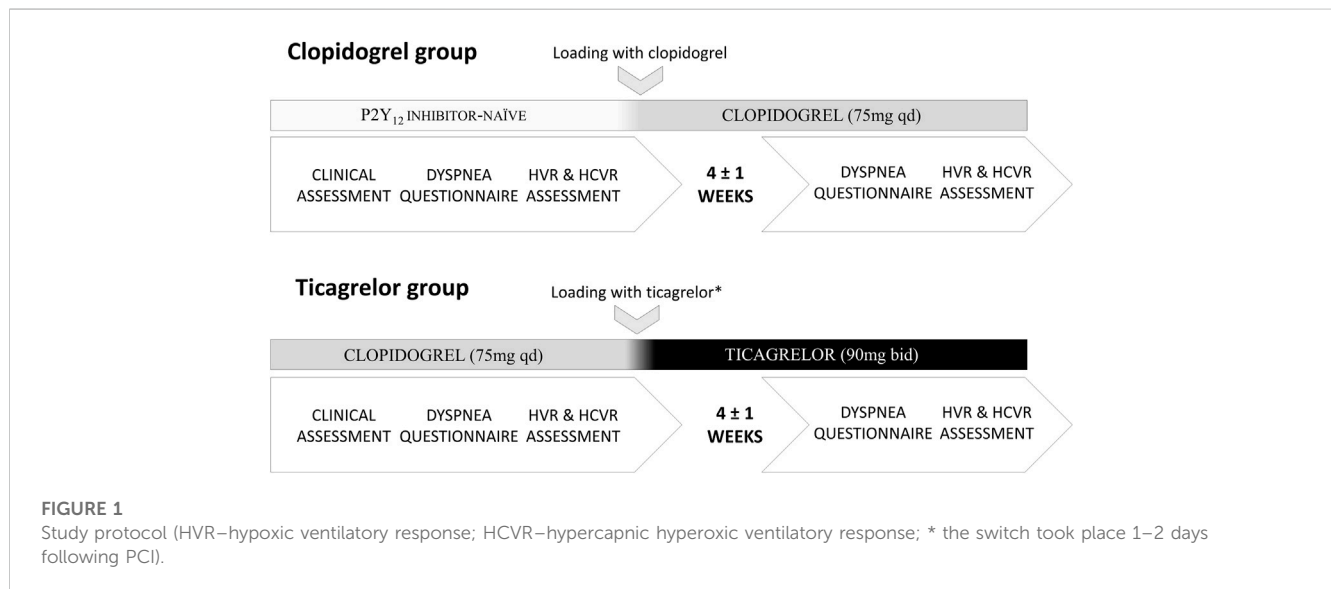 Clopidogrel group
Loading with clopidogrel
P2Y12 INHIBITOR-NAÏVE
CLOPIDOGREL (75mg qd)
CLINICAL ASSESSMENT
DYSPNEA QUESTIONNAIRE
HVR & HCVR ASSESSMENT
4 ± 1 WEEKS
DYSPNEA QUESTIONNAIRE
HVR & HCVR ASSESSMENT
Ticagrelor group
Loading with ticagrelor*
CLOPIDOGREL (75mg qd)
TICAGRELOR (90mg bid)
CLINICAL ASSESSMENT
DYSPNEA QUESTIONNAIRE
HVR & HCVR ASSESSMENT
4 ± 1 WEEKS
DYSPNEA QUESTIONNAIRE
HVR & HCVR ASSESSMENT
FIGURE 1
Study protocol (HVR–hypoxic ventilatory response; HCVR–hypercapnic hyperoxic ventilatory response; * the switch took place 1–2 days
following PCI).